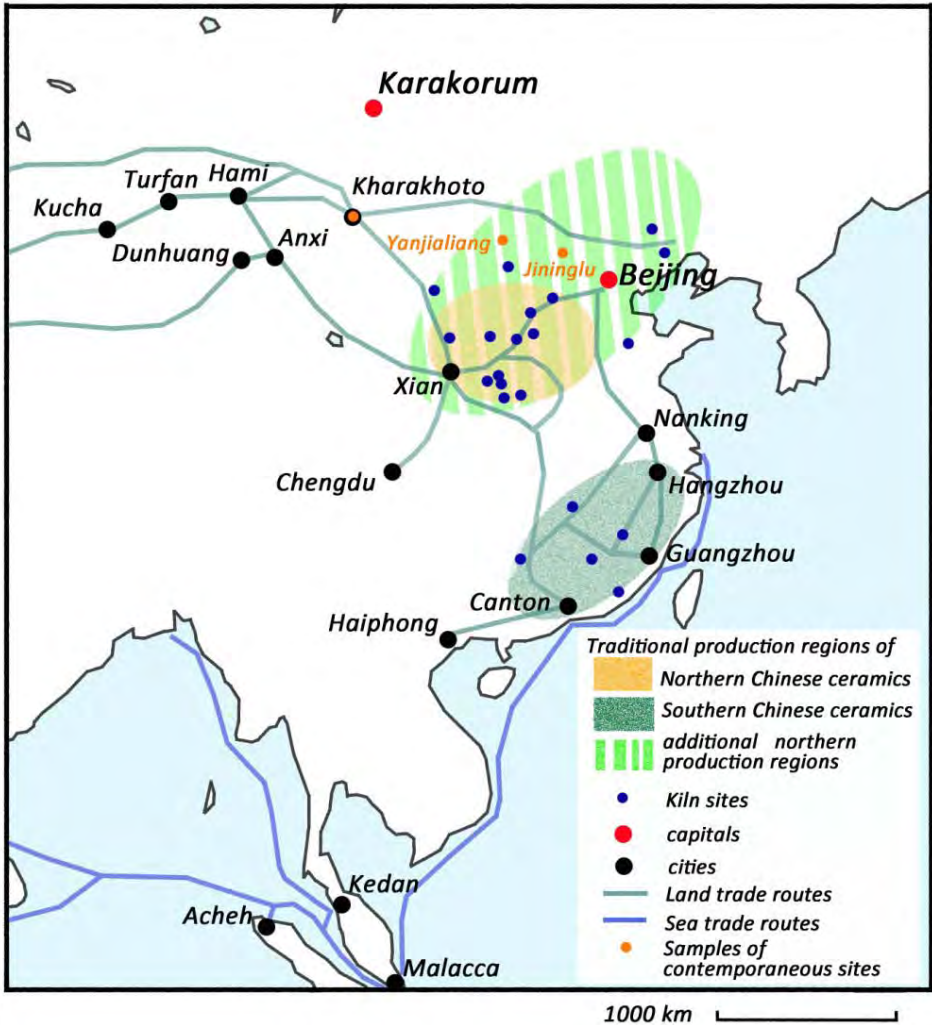 Karakorum
Turfan
Hami
Kharakhoto
Kucha
Dunhuang
Anxi
Yanjialiang
Jininglu
Beijing
Xian
Nanking
Chengdu
Hangzhou
Guangzhou
Canton
Haiphong
Kedan
Acheh
Malacca
Traditional production regions of
Northern Chinese ceramics
Southern Chinese ceramics
additional northern
production regions
Kiln sites
capitals
cities
Land trade routes
Sea trade routes
Samples of
contemporaneous sites
1000 km